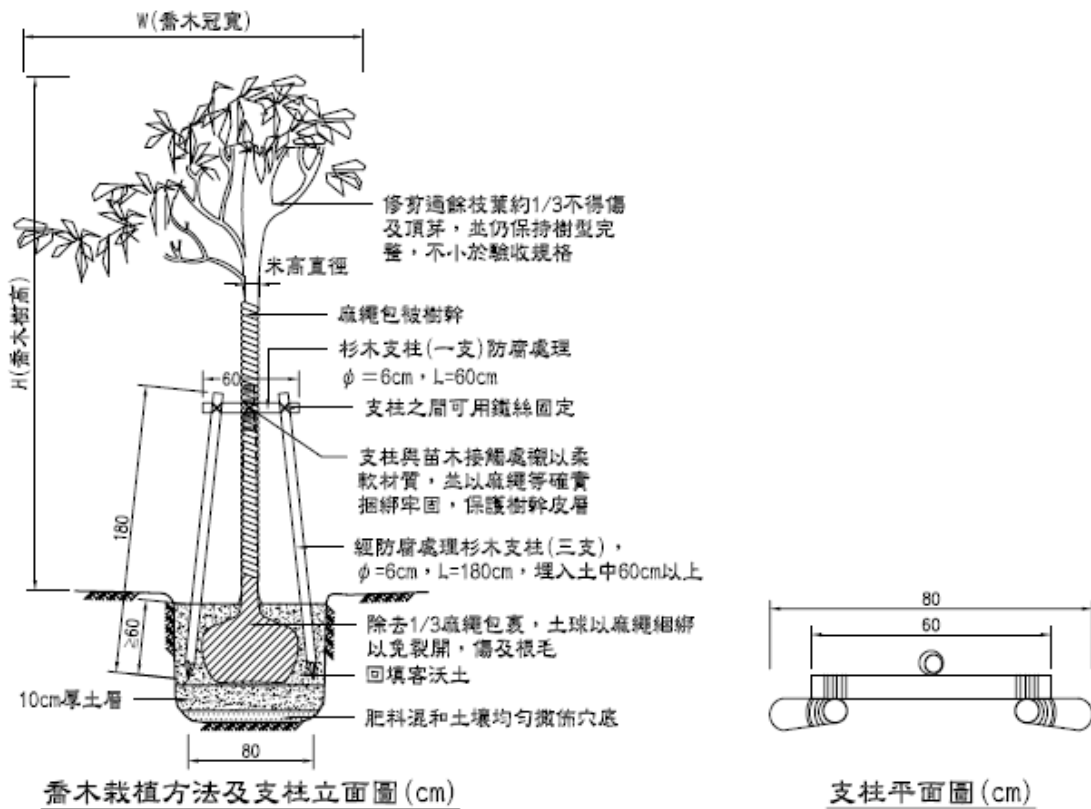 W(喬木冠寬)
H(喬木樹高)
修剪過餘枝葉約1/3不得傷
及頂芽，並仍保持樹型完
整，不小於驗收規格
米高直徑
麻繩包被樹幹
杉木支柱(一支)防腐處理
φ=6cm，L=60cm
60
支柱之間可用鐵絲固定
支柱與苗木接觸處襯以柔
軟材質，並以麻繩等確實
捆綁牢固，保護樹幹皮層
180
經防腐處理杉木支柱(三支)，
φ=6cm，L=180cm，埋入土中60cm以上
≥60
除去1/3麻繩包裹，土球以麻繩綑綁
以免裂開，傷及根毛
回填客沃土
10cm厚土層
肥料混和土壤均勻撒佈穴底
80
喬木栽植方法及支柱立面圖(cm)
80
60
支柱平面圖(cm)